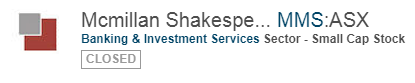 Mcmillan Shakespe... MMS:ASX
Banking & Investment Services Sector - Small Cap Stock
CLOSED